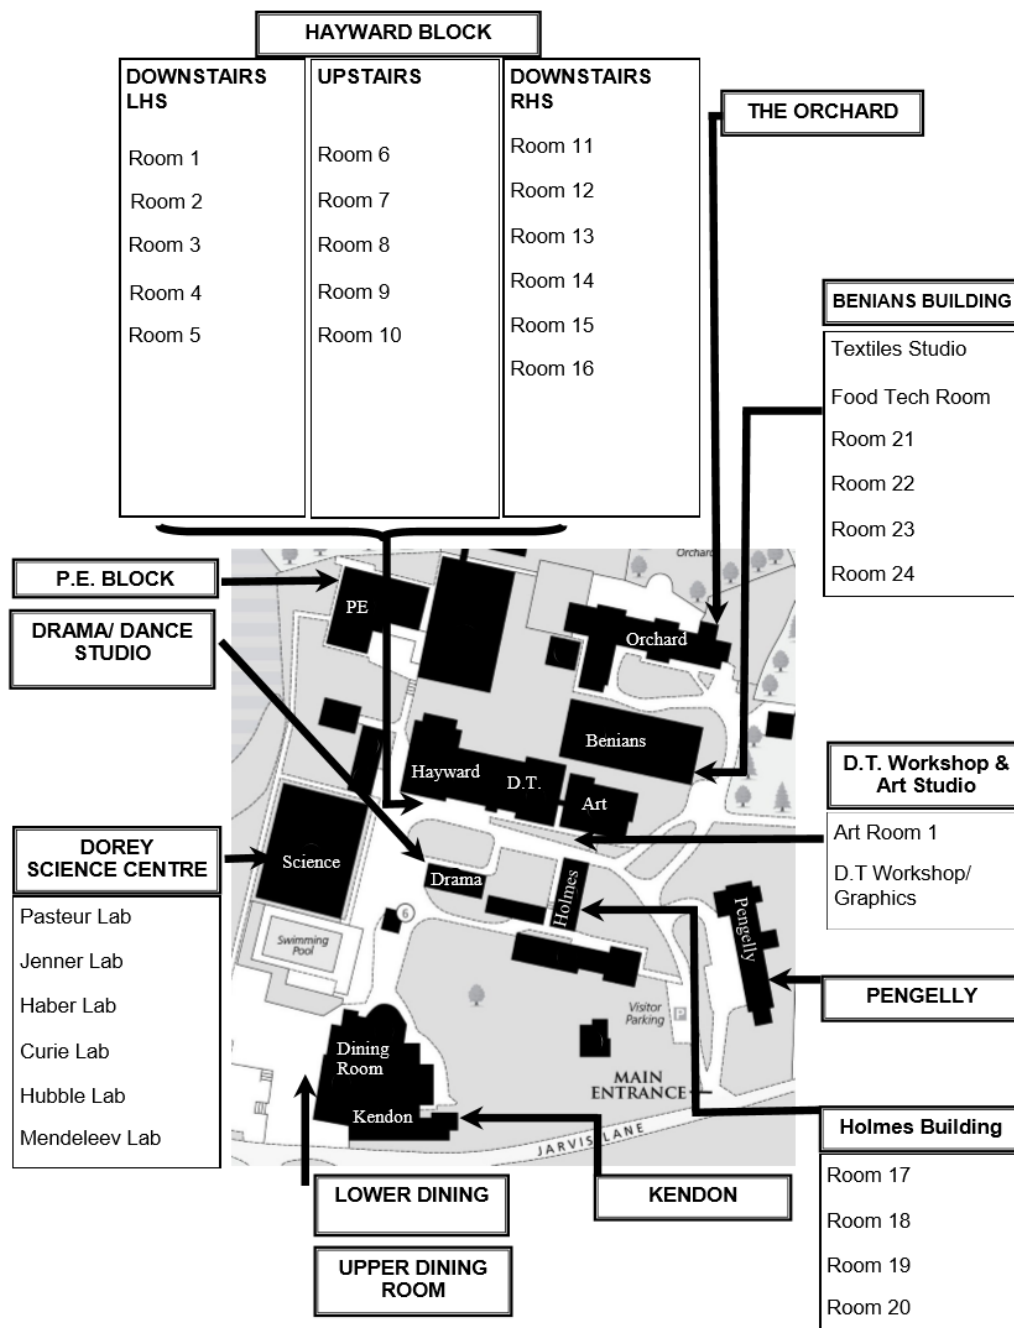 HAYWARD BLOCK
DOWNSTAIRS
LHS
Room 1
Room 2
Room 3
Room 4
Room 5
UPSTAIRS
Room 6
Room 7
Room 8
Room 9
Room 10
DOWNSTAIRS
RHS
Room 11
Room 12
Room 13
Room 14
Room 15
Room 16
THE ORCHARD
BENIANS BUILDING
Textiles Studio
Food Tech Room
Room 21
Room 22
Room 23
Room 24
P.E. BLOCK
DRAMA/ DANCE
STUDIO
DOREY
SCIENCE CENTRE
Pasteur Lab
Jenner Lab
Haber Lab
Curie Lab
Hubble Lab
Mendeleev Lab
Orchard
PE
Orchard
Benians
Hayward
D.T.
Art
Science
Drama
Holmes
Pengelly
6
Swimming
Pool
Visitor
Parking
P
Dining
Room
Kendon
MAIN
ENTRANCE
JARVIS LANE
D.T. Workshop &
Art Studio
Art Room 1
D.T Workshop/
Graphics
PENGELLY
Holmes Building
Room 17
Room 18
Room 19
Room 20
LOWER DINING
UPPER DINING
ROOM
KENDON